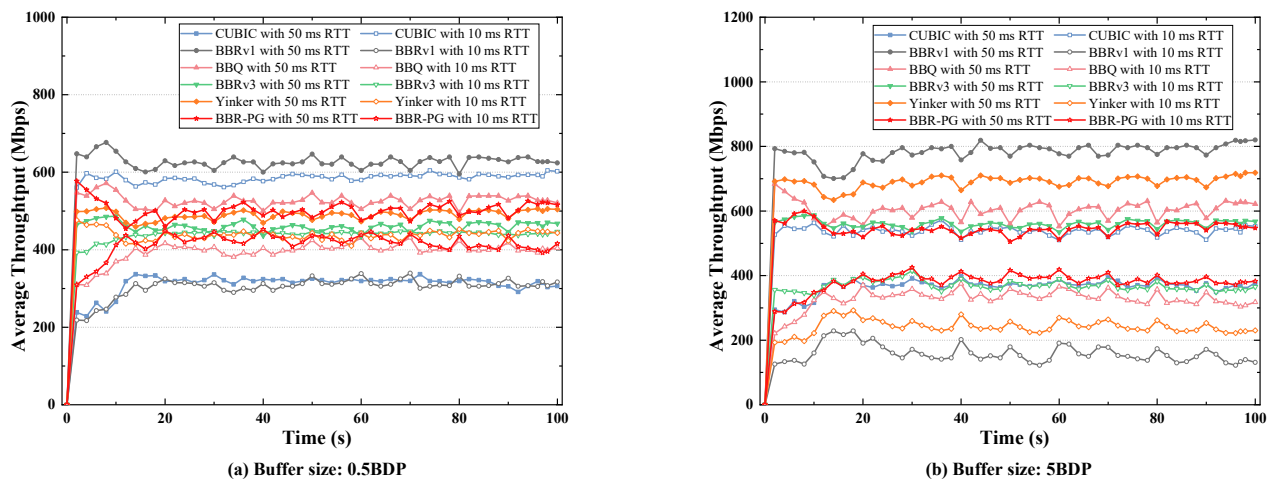 1000
800
600
400
200
0
Average Throughtput (Mbps)
CUBIC with 50 ms RTT CUBIC with 10 ms RTT
BBRv1 with 50 ms RTT BBRv1 with 10 ms RTT
BBQ with 50 ms RTT BBQ with 10 ms RTT
BBRv3 with 50 ms RTT BBRv3 with 10 ms RTT
Yinker with 50 ms RTT Yinker with 10 ms RTT
BBR-PG with 50 ms RTT BBR-PG with 10 ms RTT
0 20 40 60 80 100
Time (s)
(a) Buffer size: 0.5BDP
1200
1000
800
600
400
200
0
Average Throughtput (Mbps)
CUBIC with 50 ms RTT CUBIC with 10 ms RTT
BBRv1 with 50 ms RTT BBRv1 with 10 ms RTT
BBQ with 50 ms RTT BBQ with 10 ms RTT
BBRv3 with 50 ms RTT BBRv3 with 10 ms RTT
Yinker with 50 ms RTT Yinker with 10 ms RTT
BBR-PG with 50 ms RTT BBR-PG with 10 ms RTT
0 20 40 60 80 100
Time (s)
(b) Buffer size: 5BDP